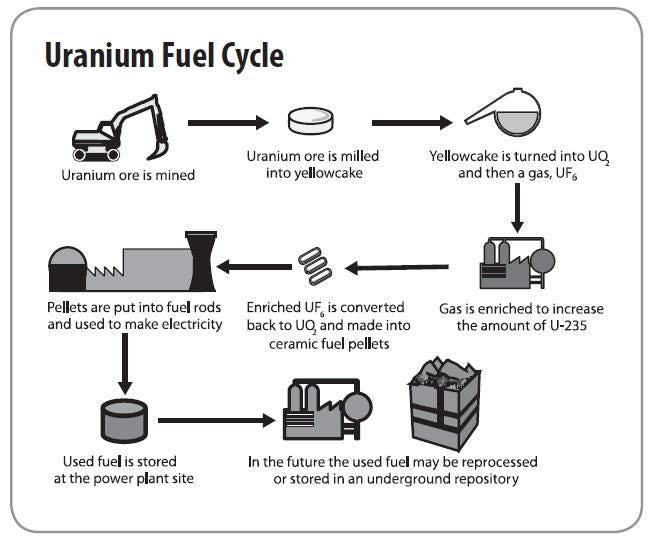 Uranium Fuel Cycle
Uranium ore is mined
Uranium ore is milled
into yellowcake
Yellowcake is turned into UO₂
and then a gas, UF₆
Pellets are put into fuel rods
and used to make electricity
Enriched UF₆ is converted
back to UO₂ and made into
ceramic fuel pellets
Gas is enriched to increase
the amount of U-235
Used fuel is stored
at the power plant site
In the future the used fuel may be reprocessed
or stored in an underground repository